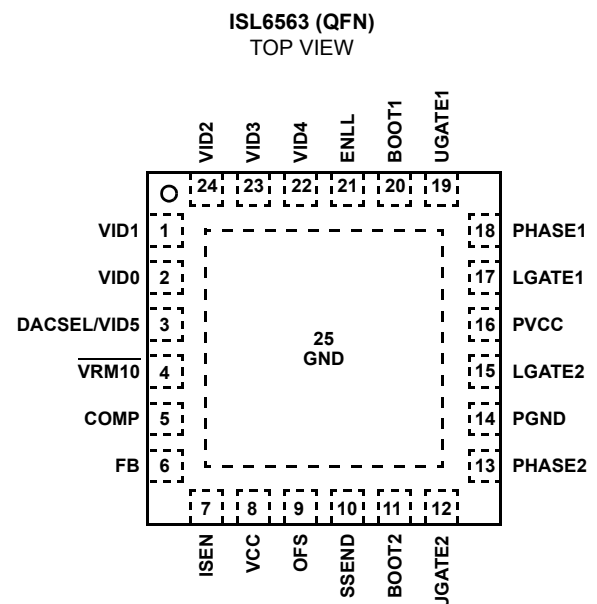 ISL6563 (QFN)
TOP VIEW
VID2
VID3
VID4
ENLL
BOOT1
UGATE1
24
23
22
21
20
19
VID1 1
18 PHASE1
VID0 2
17 LGATE1
DACSEL/VID5 3
16 PVCC
25
GND
VRM10 4
15 LGATE2
COMP 5
14 PGND
FB 6
13 PHASE2
7
8
9
10
11
12
ISEN
VCC
OFS
SSEND
BOOT2
UGATE2